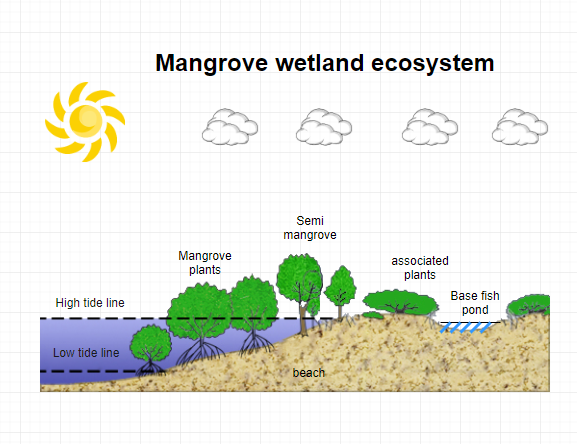 Mangrove wetland ecosystem
Semi
mangrove
Mangrove
plants
associated
plants
Base fish
pond
High tide line
Low tide line
beach